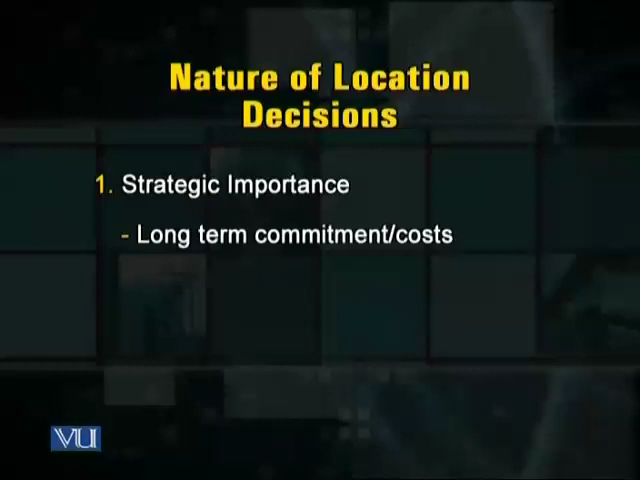 Nature of Location
Decisions
1. Strategic Importance
- Long term commitment/costs
VU